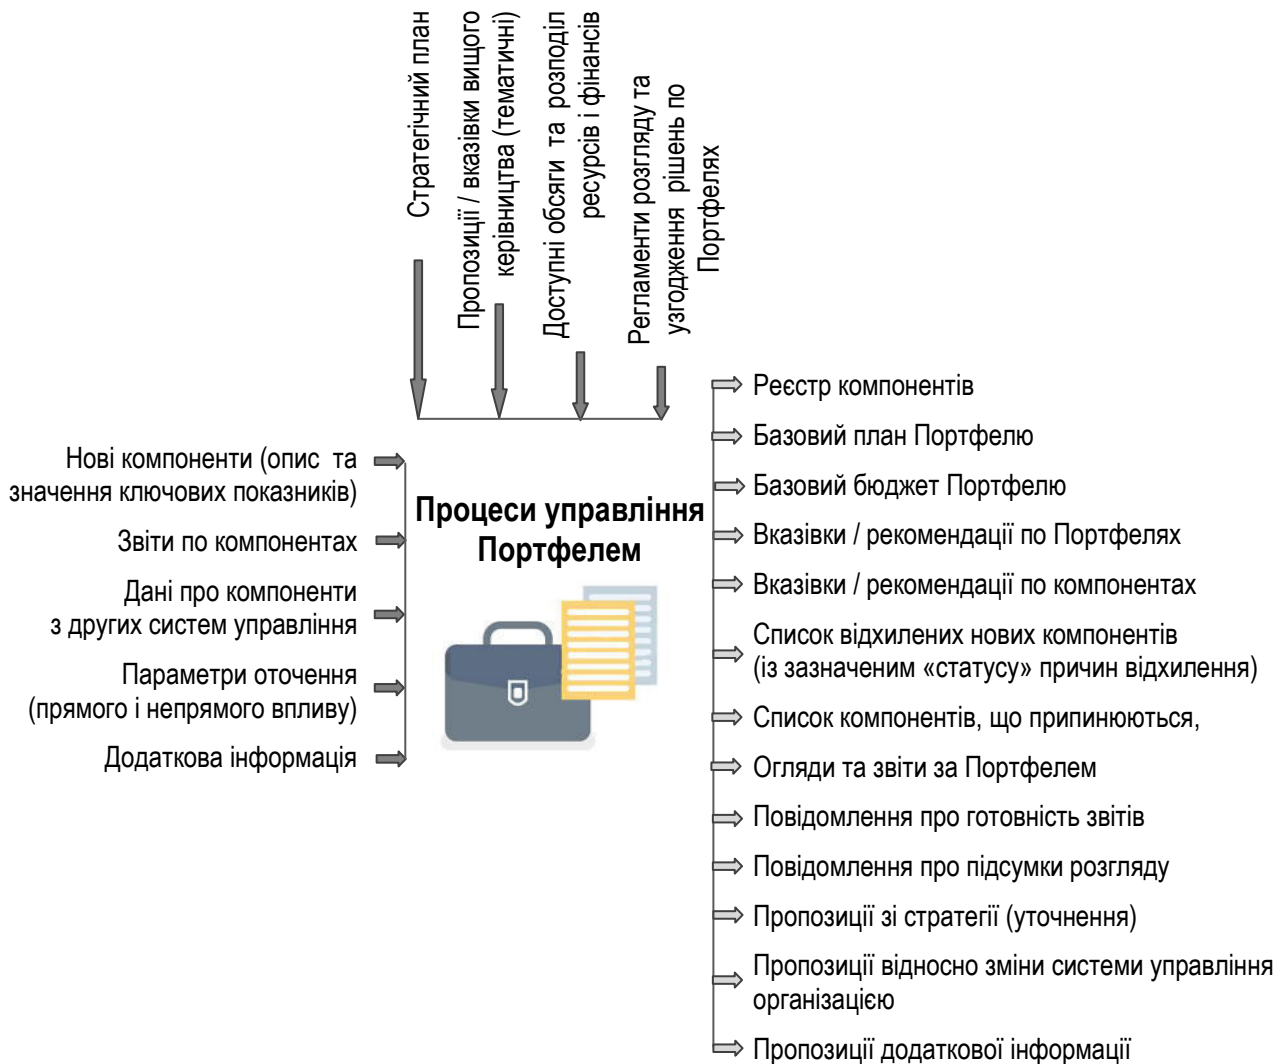 Стратегічний план
Пропозиції / вказівки вищого
керівництва (тематичні)
Доступні обсяги та розподіл
ресурсів і фінансів
Регламенти розгляду та
узгодження рішень по
Портфелях
Нові компоненти (опис та
значення ключових показників)
Звіти по компонентах
Дані про компоненти
з других систем управління
Параметри оточення
(прямого і непрямого впливу)
Додаткова інформація
Процеси управління
Портфелем
Реєстр компонентів
Базовий план Портфелю
Базовий бюджет Портфелю
Вказівки / рекомендації по Портфелях
Вказівки / рекомендації по компонентах
Список відхилених нових компонентів
(із зазначеним «статусу» причин відхилення)
Список компонентів, що припинюються,
Огляди та звіти за Портфелем
Повідомлення про готовність звітів
Повідомлення про підсумки розгляду
Пропозиції зі стратегії (уточнення)
Пропозиції відносно зміни системи управління
організацією
Пропозиції додаткової інформації